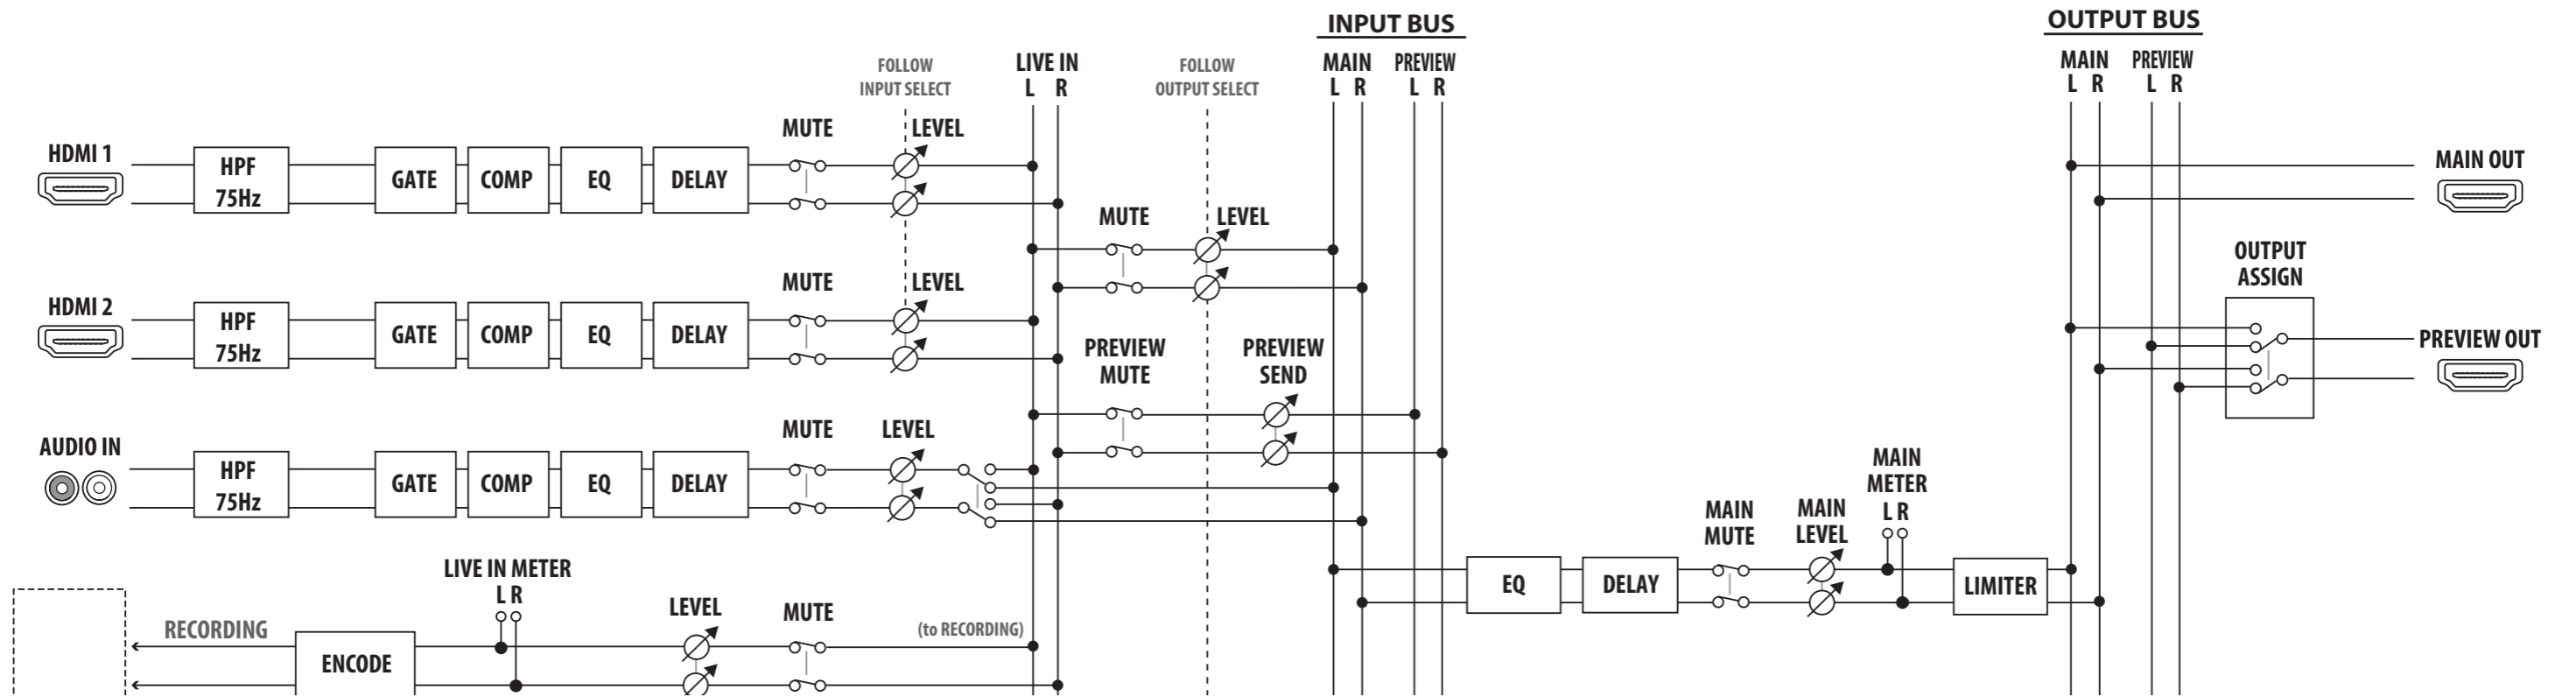 INPUT BUS
OUTPUT BUS
FOLLOW
INPUT SELECT
LIVE IN
L R
FOLLOW
OUTPUT SELECT
MAIN
L R
PREVIEW
L R
MAIN
L R
PREVIEW
L R
HDMI 1
HPF
75Hz
GATE
COMP
EQ
DELAY
MUTE
LEVEL
MAIN OUT
MUTE
LEVEL
OUTPUT
ASSIGN
HDMI 2
HPF
75Hz
GATE
COMP
EQ
DELAY
MUTE
LEVEL
PREVIEW
MUTE
PREVIEW
SEND
PREVIEW OUT
AUDIO IN
HPF
75Hz
GATE
COMP
EQ
DELAY
MUTE
LEVEL
MAIN
METER
L R
MAIN
MUTE
MAIN
LEVEL
EQ
DELAY
LIMITER
LIVE IN METER
L R
RECORDING
ENCODE
LEVEL
MUTE
(to RECORDING)